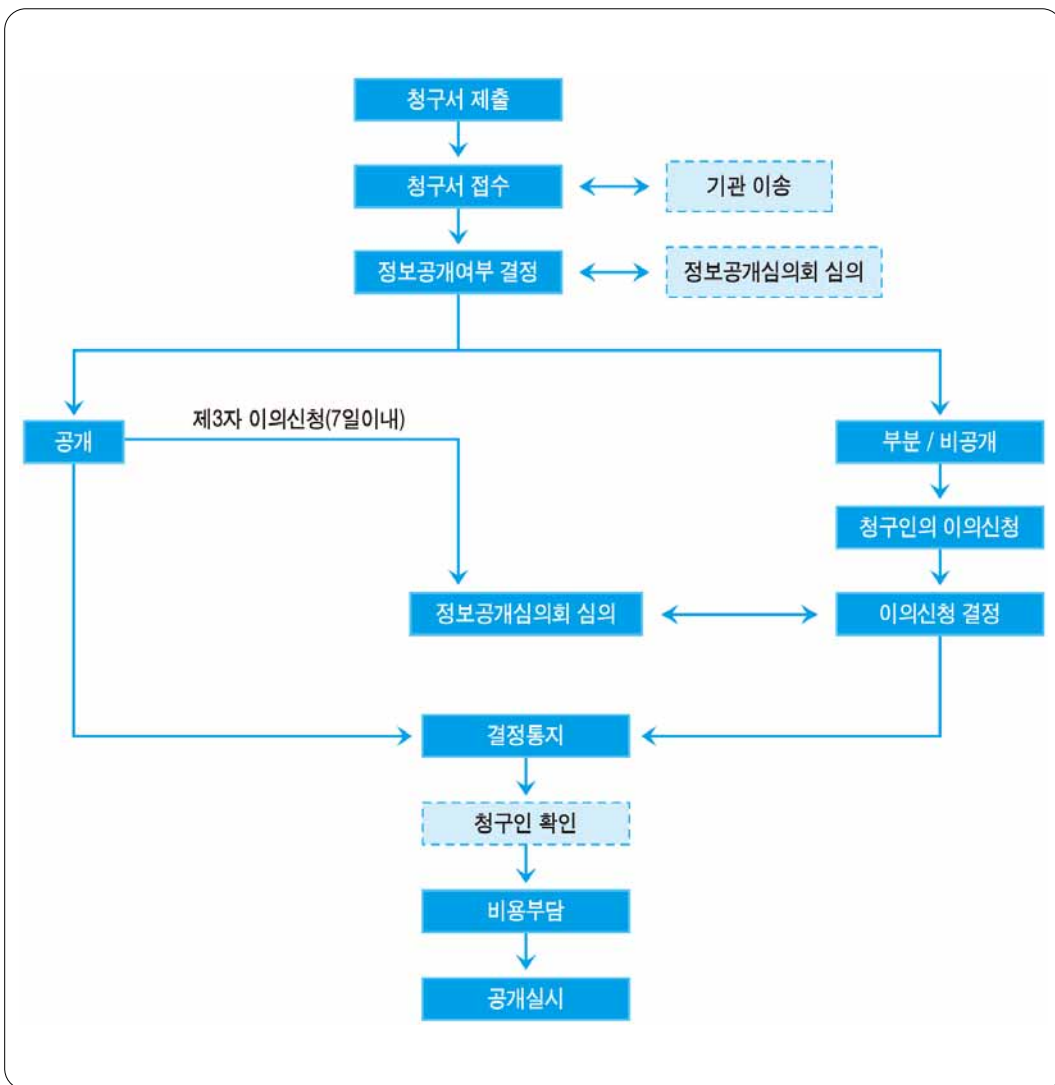 청구서 제출
청구서 접수
기관 이송
정보공개여부 결정
정보공개심의회 심의
제3자 이의신청(7일이내)
공개
부분 / 비공개
청구인의 이의신청
정보공개심의회 심의
이의신청 결정
결정통지
청구인 확인
비용부담
공개실시